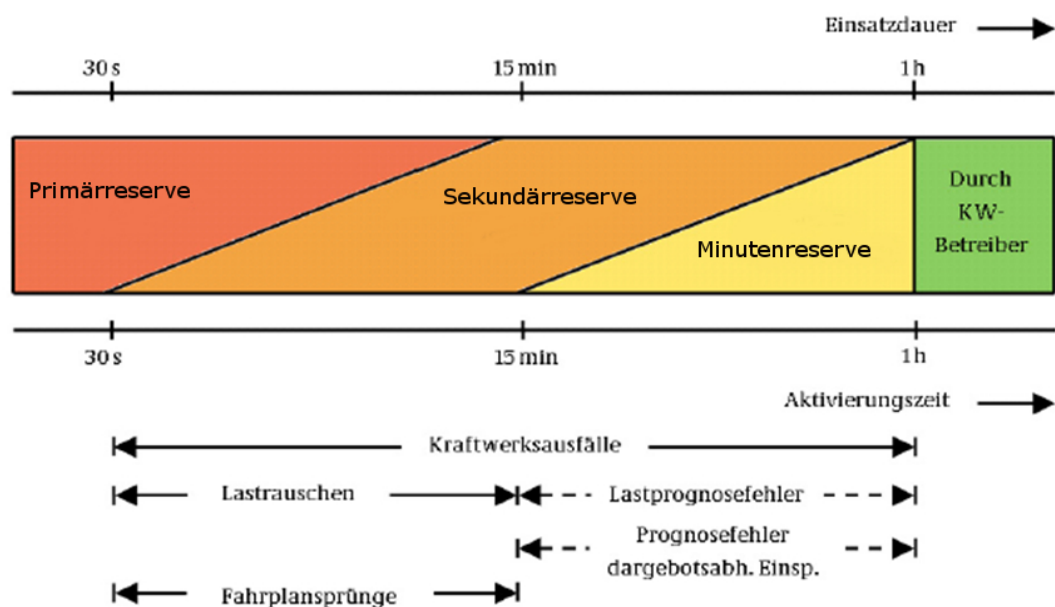 Einsatzdauer
30 s 15 min 1 h
Primärreserve
Sekundärreserve
Minutenreserve
Durch
KW-
Betreiber
30 s 15 min 1 h
Aktivierungszeit
Kraftwerksausfälle
Lastrauschen Lastprognosefehler
Prognosefehler
dargebotsabh. Einsp.
Fahrplansprünge